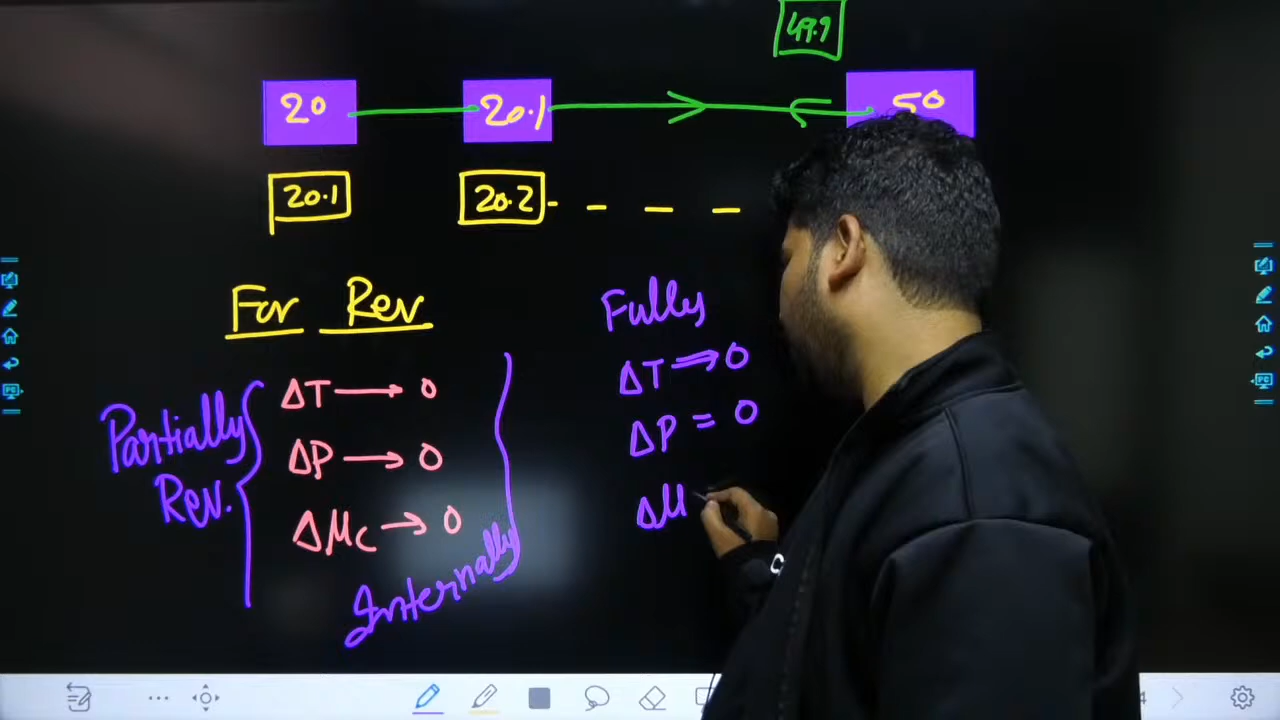 49.9
20 20.1 50
20.1 20.2 - - - -
For Rev
Fully
ΔT → 0
ΔT ⇒ 0
Partially
Rev.
ΔP → 0
ΔP = 0
ΔMc → 0
ΔM
Internally